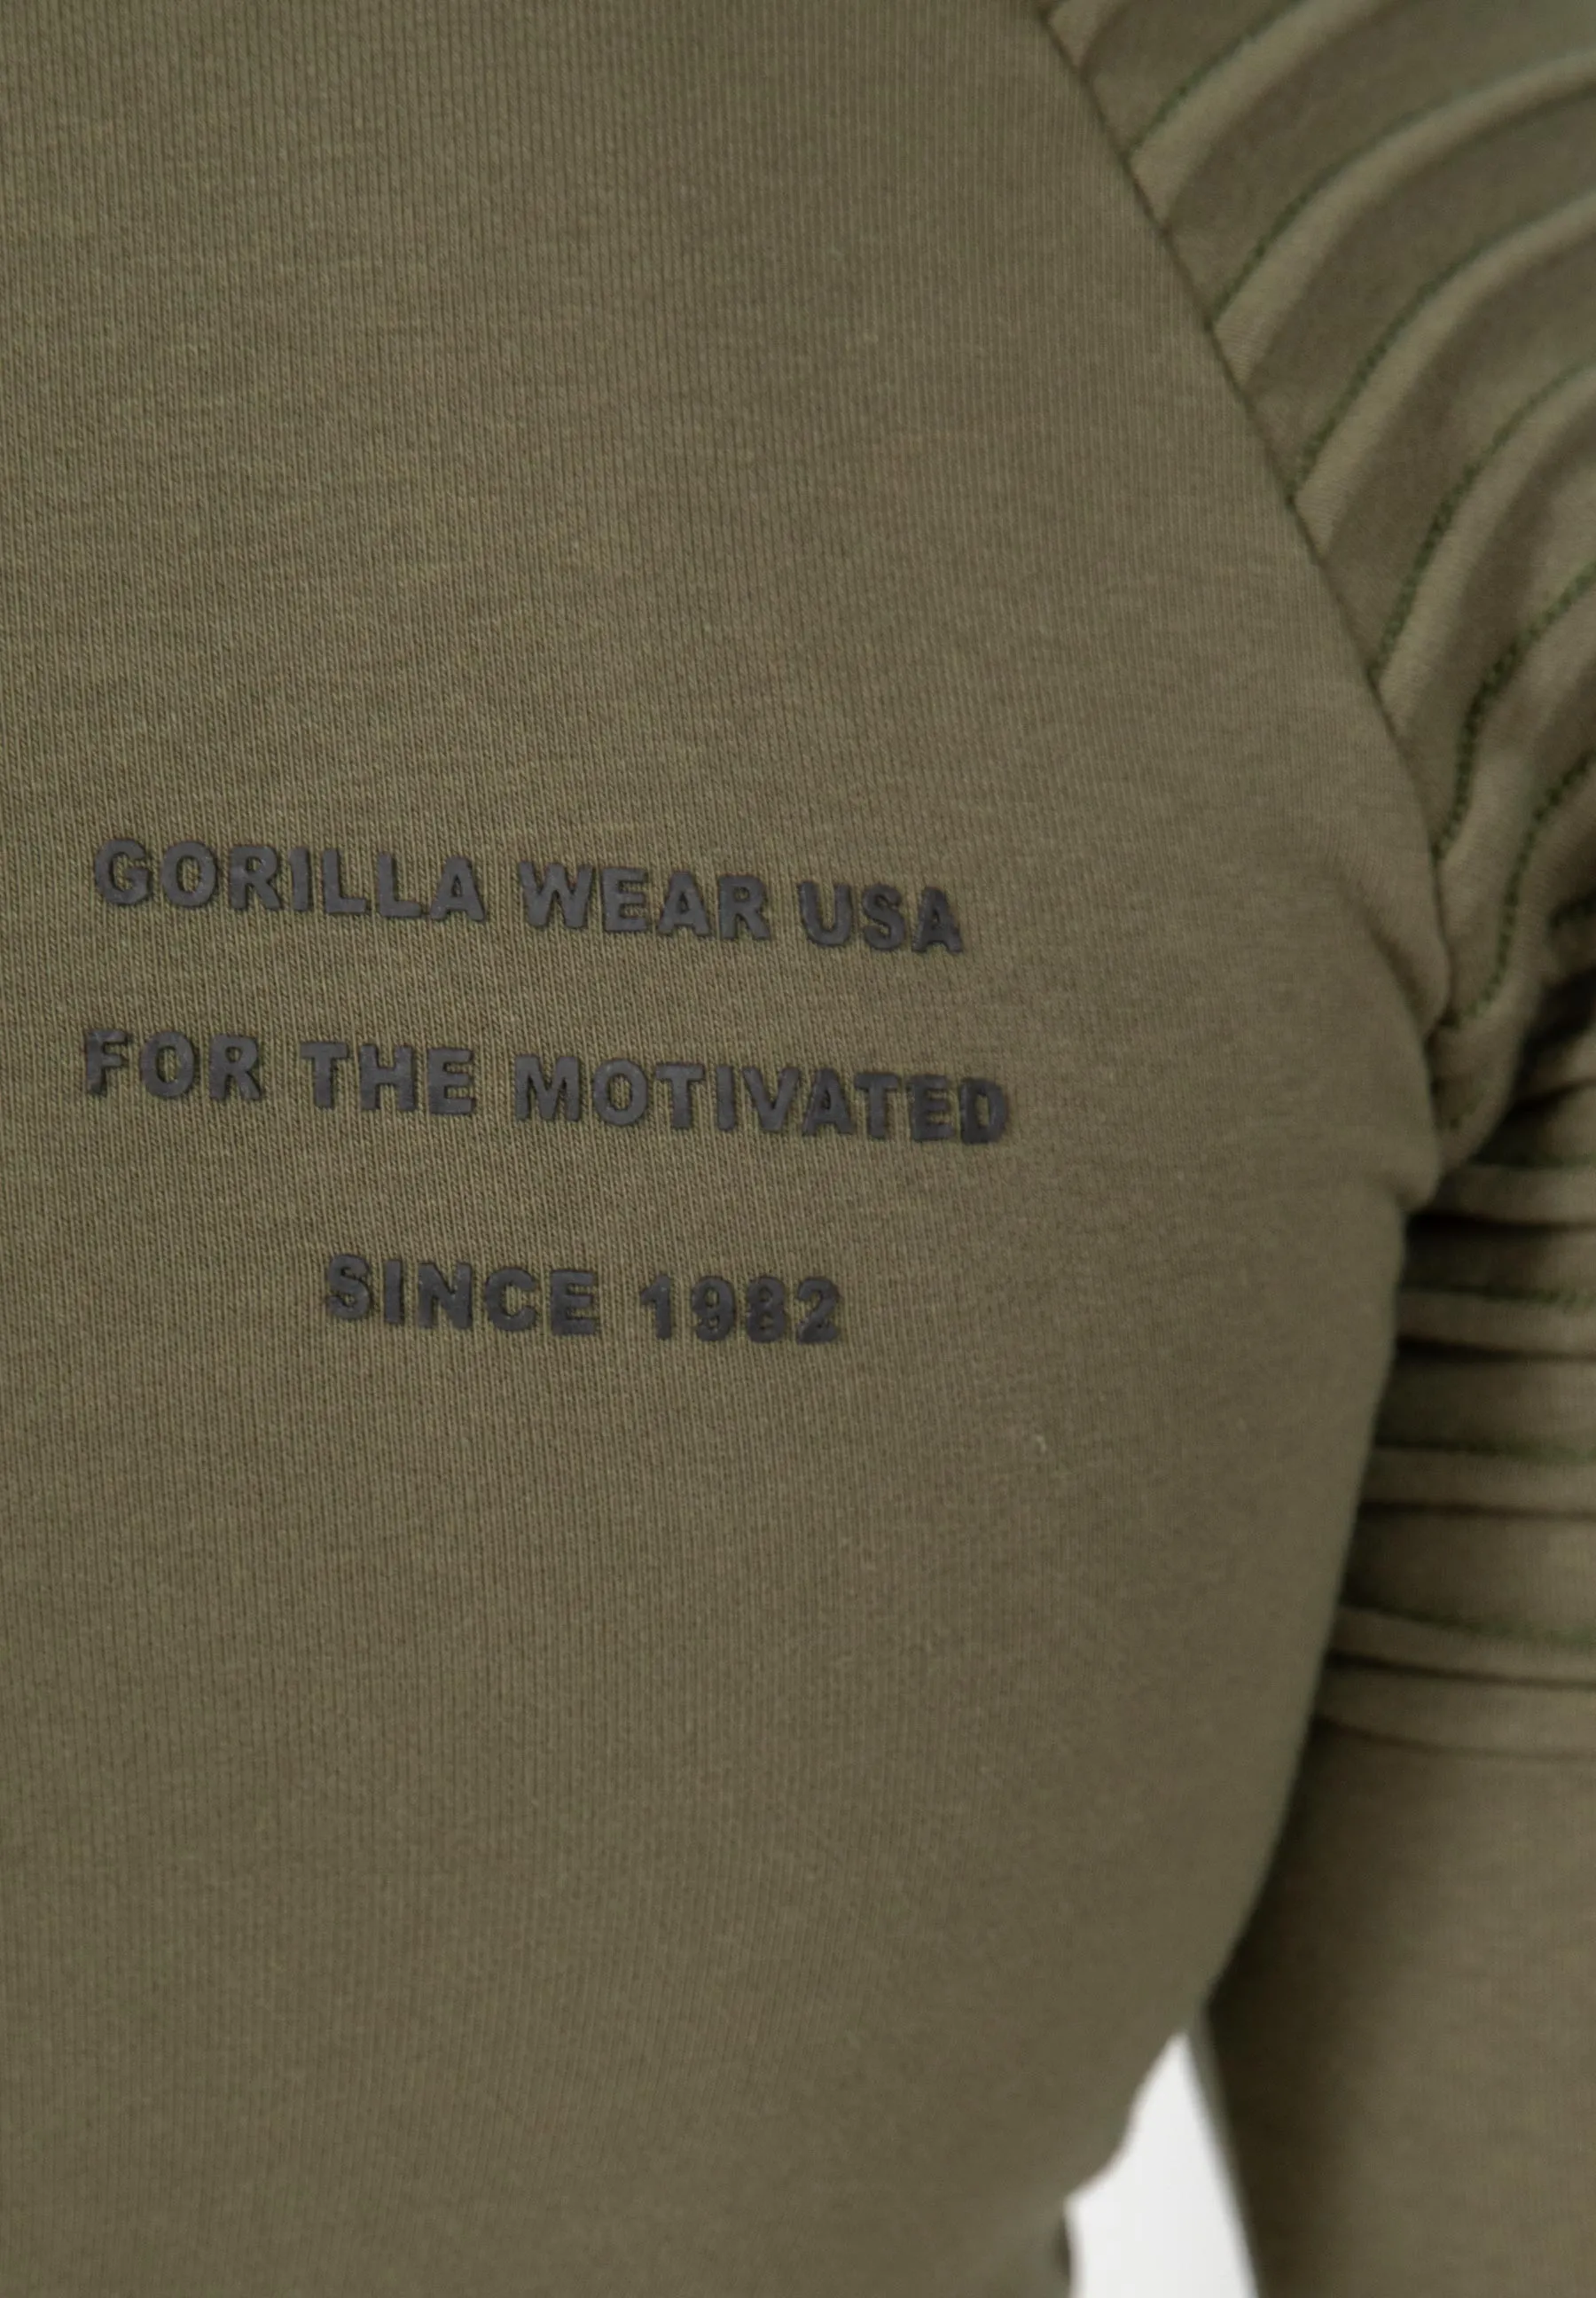 GORILLA WEAR USA
FOR THE MOTIVATED
SINCE 1982